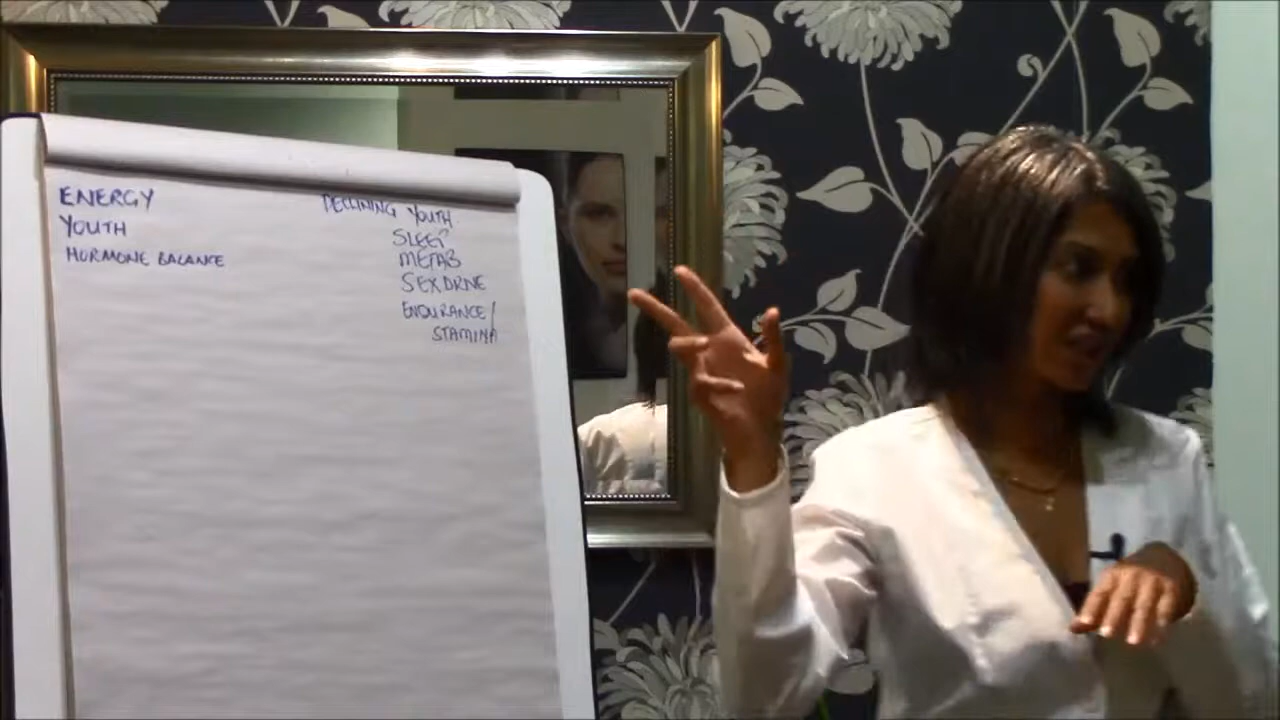 ENERGY
YOUTH
HORMONE BALANCE
DECLINING YOUTH
SLEEP
METAB
SEX DRIVE
ENDURANCE/
STAMINA